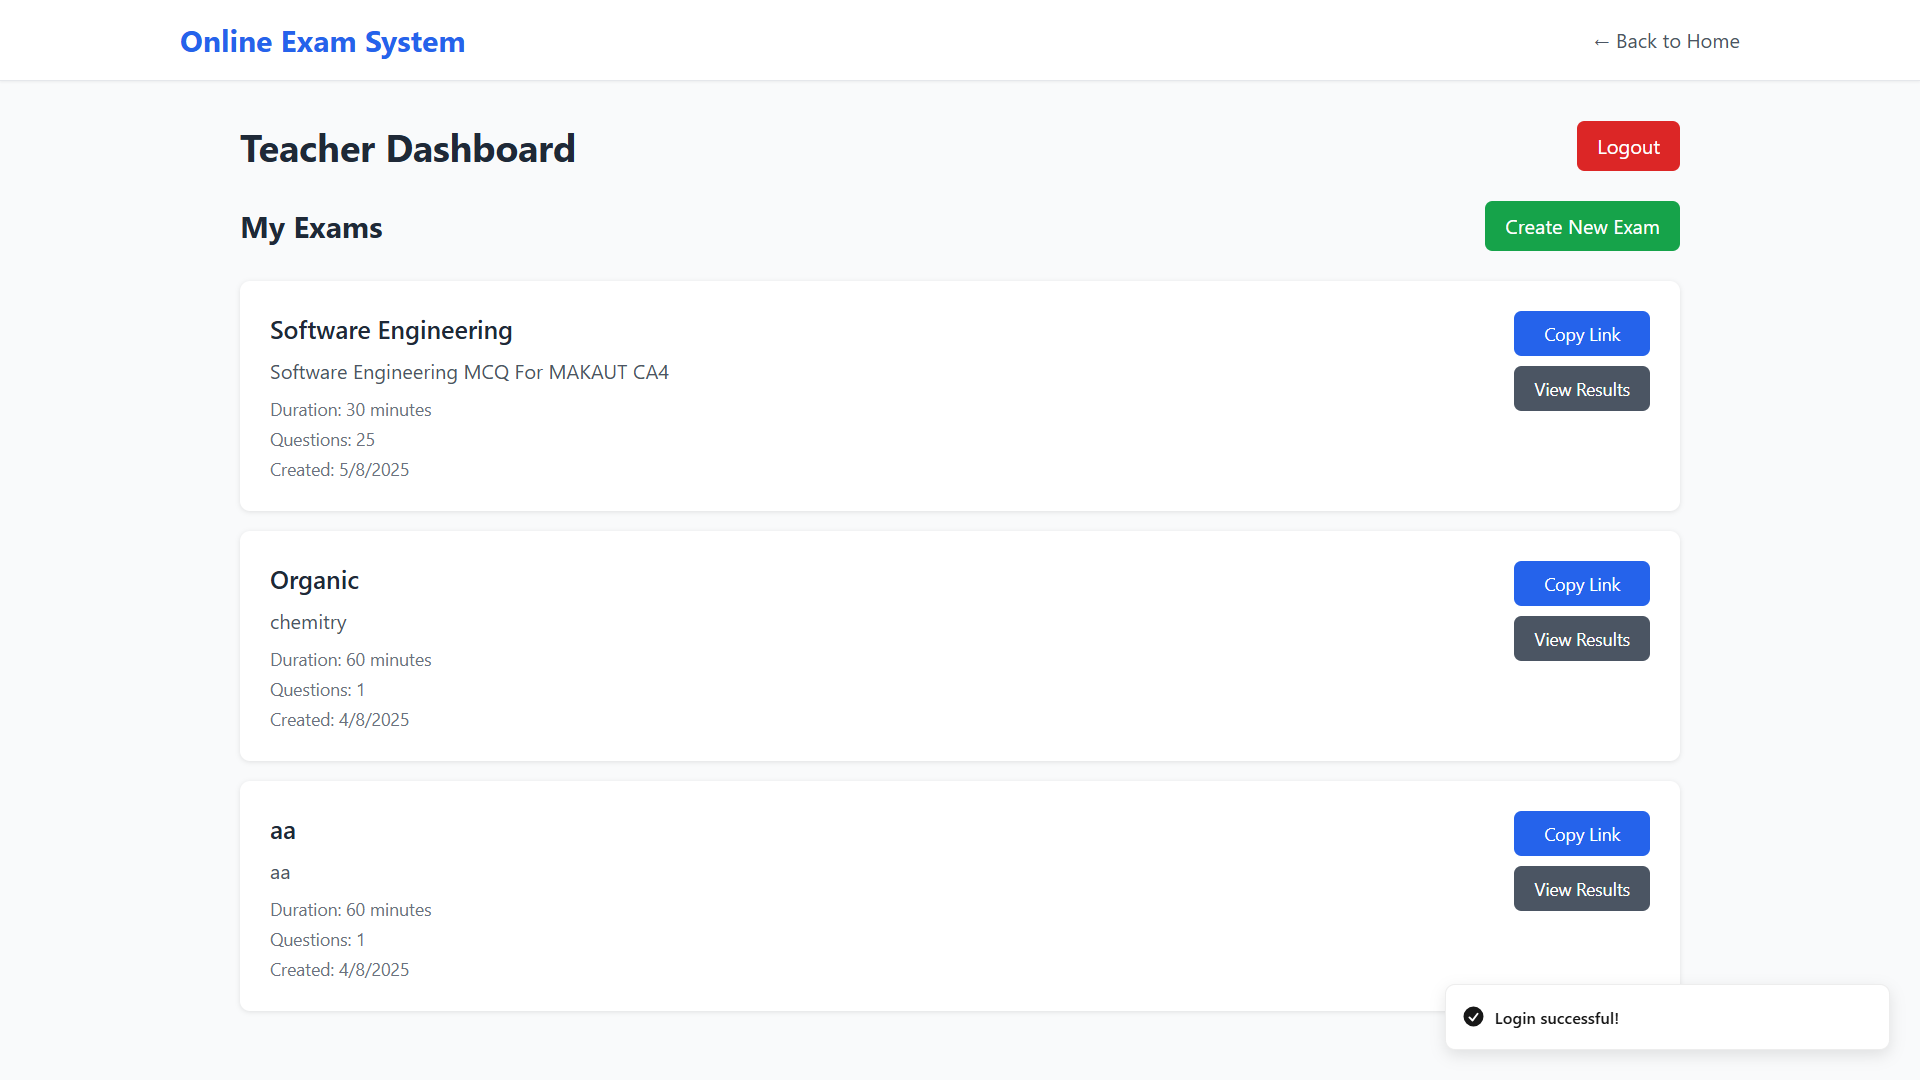 Online Exam System
← Back to Home
Teacher Dashboard
Logout
My Exams
Create New Exam
Software Engineering
Software Engineering MCQ For MAKAUT CA4
Duration: 30 minutes
Questions: 25
Created: 5/8/2025
Copy Link
View Results
Organic
chemitry
Duration: 60 minutes
Questions: 1
Created: 4/8/2025
Copy Link
View Results
aa
aa
Duration: 60 minutes
Questions: 1
Created: 4/8/2025
Copy Link
View Results
Login successful!